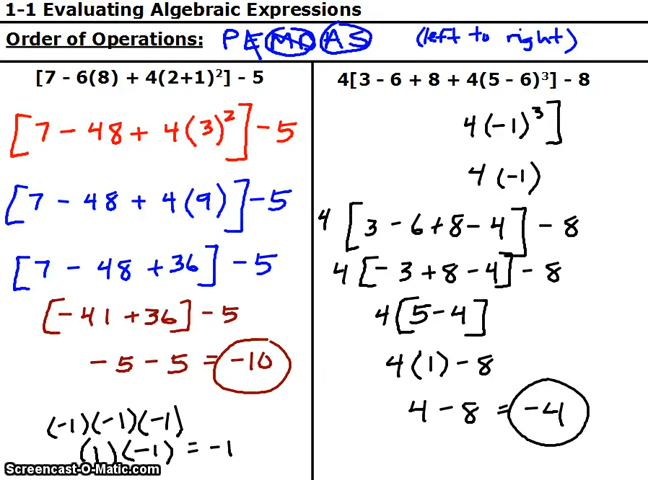 1-1 Evaluating Algebraic Expressions
Order of Operations: PEMDAS (left to right)
[7 - 6(8) + 4(2+1)²] - 5
[7 - 48 + 4(3)²] - 5
[7 - 48 + 4(9)] - 5
[7 - 48 + 36] - 5
[-41 + 36] - 5
-5 - 5 = -10
(-1)(-1)(-1)
(1)(-1) = -1
4[3 - 6 + 8 + 4(5 - 6)³] - 8
4(-1)³]
4(-1)
4[3 - 6 + 8 - 4] - 8
4[-3 + 8 - 4] - 8
4[5 - 4]
4(1) - 8
4 - 8 = -4
Screencast-O-Matic.com